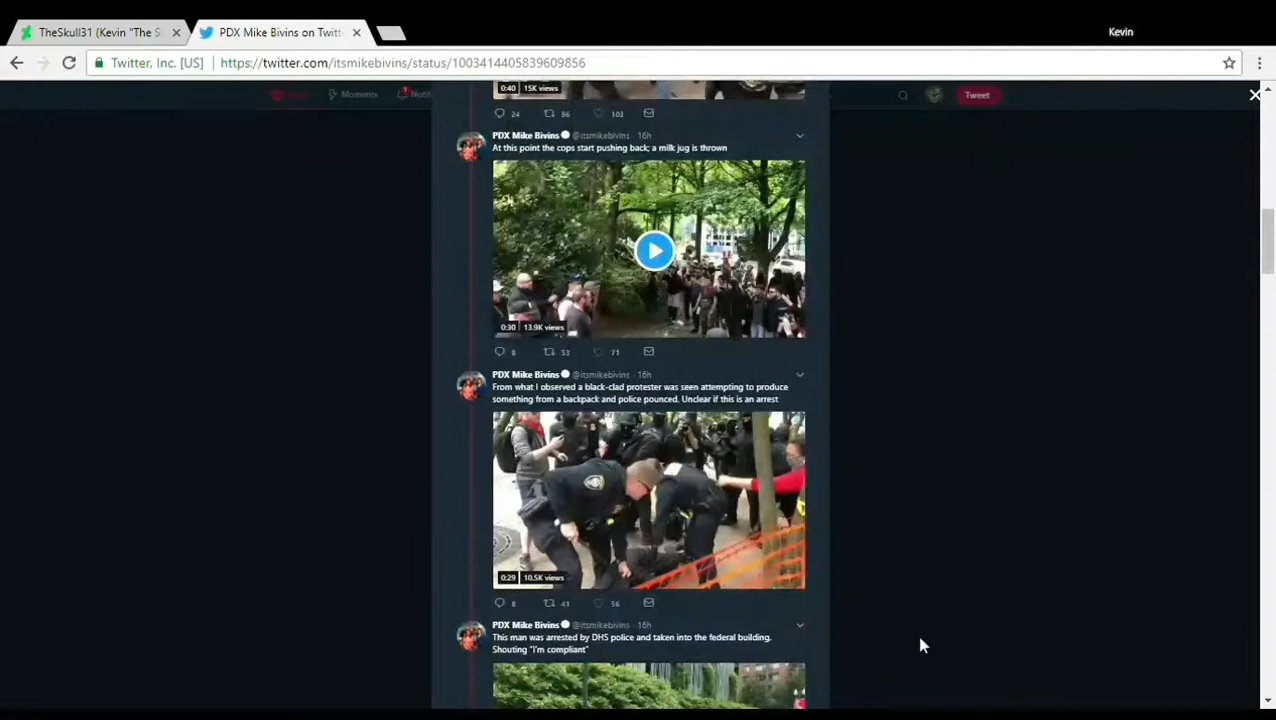 TheSkull31 (Kevin "The S
PDX Mike Bivins on Twitt
Kevin
Twitter, Inc. [US]
https://twitter.com/itsmikebivins/status/1003414405839609856
Moments
Notifi
Tweet
0:40 15K views
24 86 103
PDX Mike Bivins @itsmikebivins · 16h
At this point the cops start pushing back; a milk jug is thrown
0:30 13.9K views
8 53 71
PDX Mike Bivins @itsmikebivins · 16h
From what I observed a black-clad protester was seen attempting to produce
something from a backpack and police pounced. Unclear if this is an arrest
0:29 10.5K views
8 41 56
PDX Mike Bivins @itsmikebivins · 16h
This man was arrested by DHS police and taken into the federal building.
Shouting "I'm compliant"